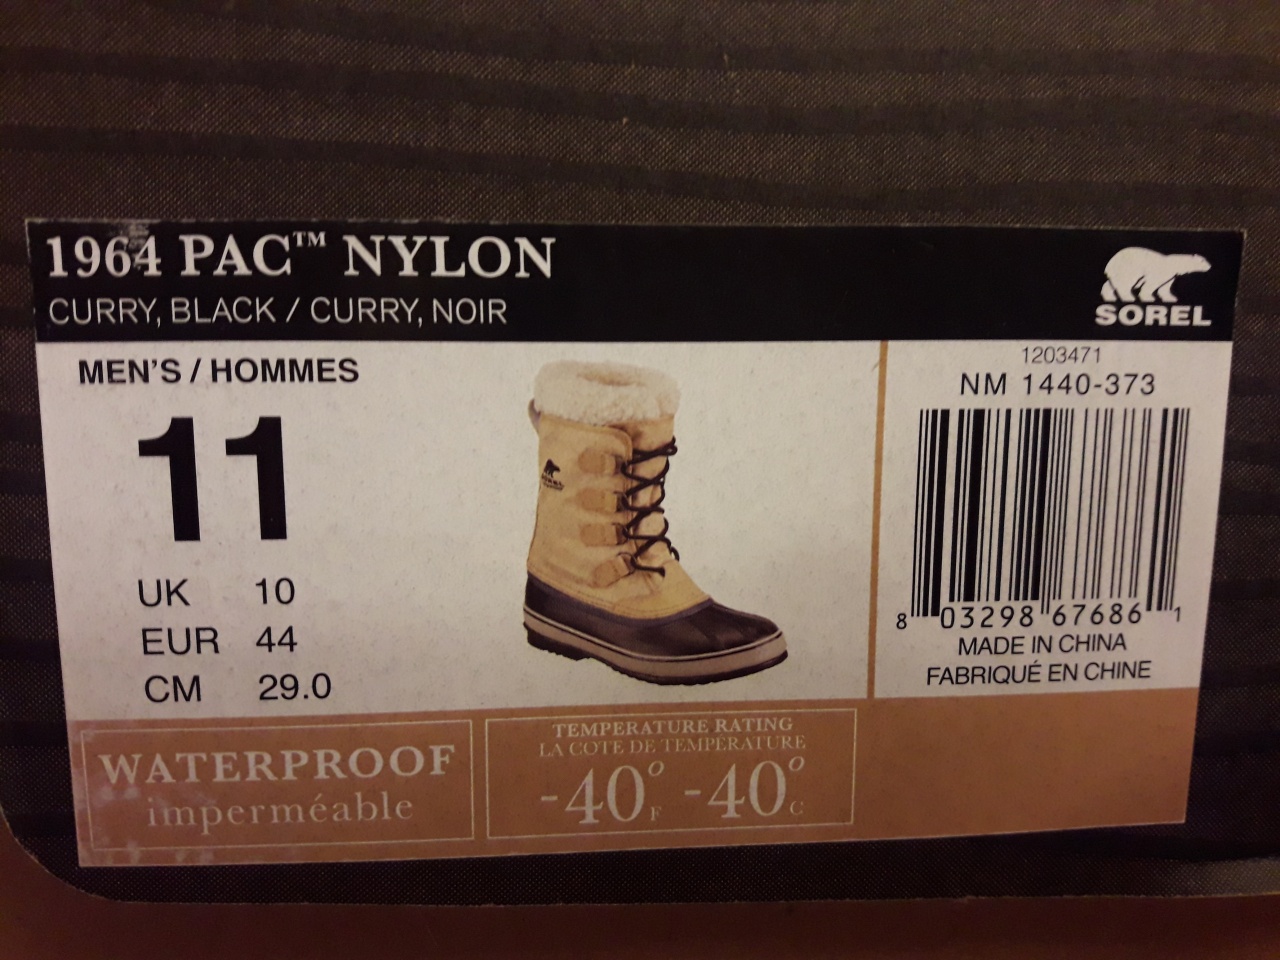 1964 PAC™ NYLON
CURRY, BLACK / CURRY, NOIR
SOREL
MEN'S / HOMMES
11
UK 10
EUR 44
CM 29.0
1203471
NM 1440-373
8 03298 67686 1
MADE IN CHINA
FABRIQUÉ EN CHINE
WATERPROOF
imperméable
TEMPERATURE RATING
LA COTE DE TEMPÉRATURE
-40°F -40°C